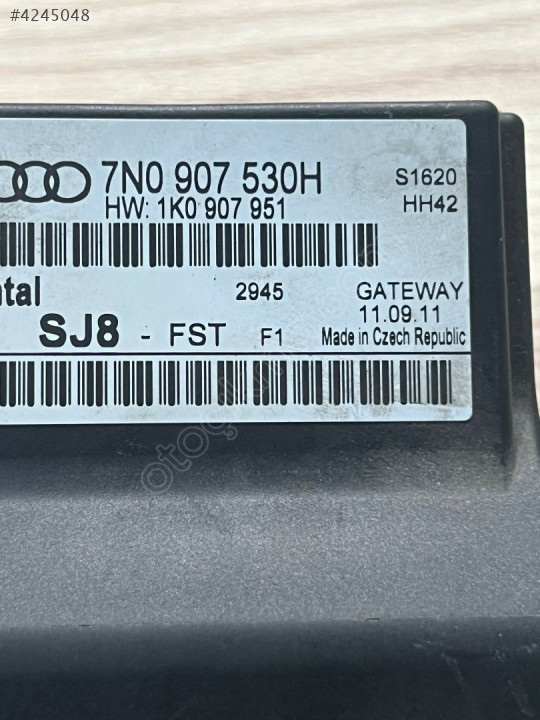 #4245048
7N0 907 530H
S1620
HW: 1K0 907 951
HH42
ntal
2945
GATEWAY
11.09.11
SJ8 - FST F1
Made in Czech Republic